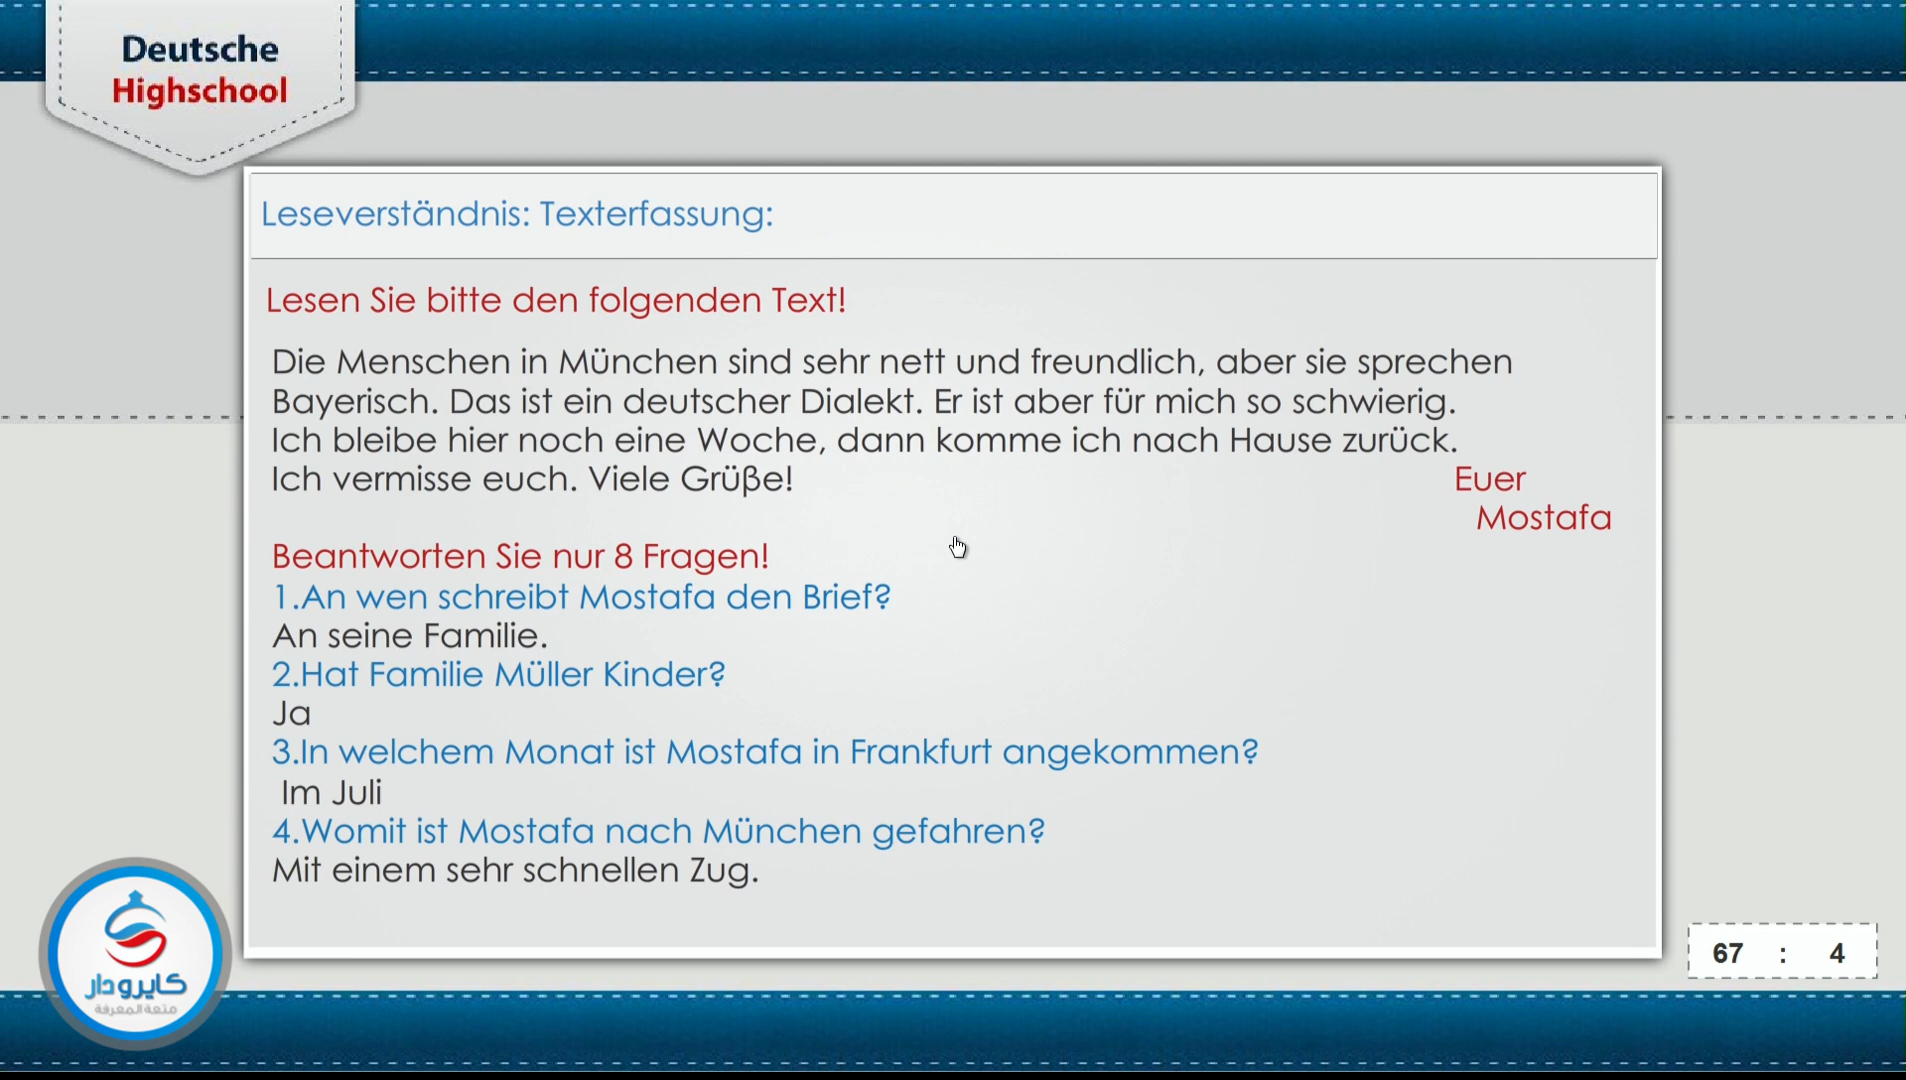 Deutsche
Highschool
Leseverständnis: Texterfassung:
Lesen Sie bitte den folgenden Text!
Die Menschen in München sind sehr nett und freundlich, aber sie sprechen
Bayerisch. Das ist ein deutscher Dialekt. Er ist aber für mich so schwierig.
Ich bleibe hier noch eine Woche, dann komme ich nach Hause zurück.
Ich vermisse euch. Viele Grüβe!
Euer
Mostafa
Beantworten Sie nur 8 Fragen!
1.An wen schreibt Mostafa den Brief?
An seine Familie.
2.Hat Familie Müller Kinder?
Ja
3.In welchem Monat ist Mostafa in Frankfurt angekommen?
Im Juli
4.Womit ist Mostafa nach München gefahren?
Mit einem sehr schnellen Zug.
كايرودار
متعة المعرفة
67 : 4